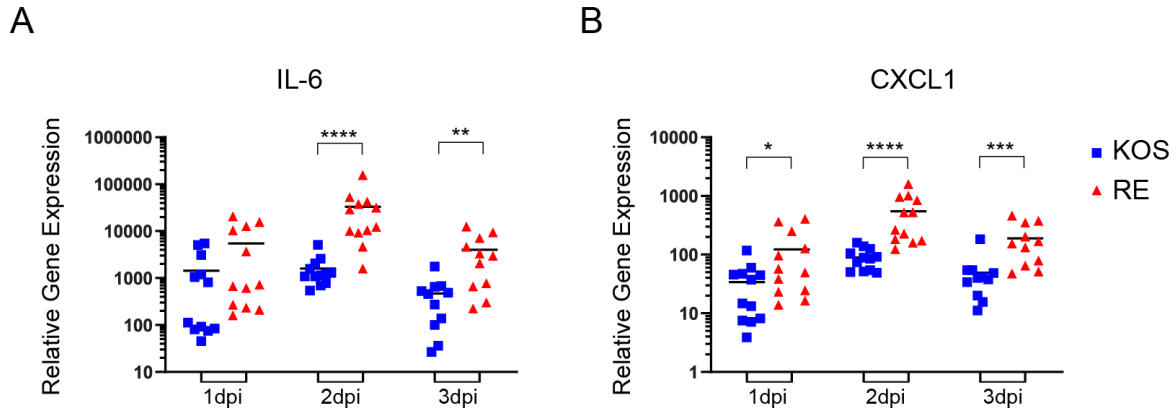 A
IL-6
Relative Gene Expression
1000000
100000
10000
1000
100
10
****
**
1dpi
2dpi
3dpi
B
CXCL1
Relative Gene Expression
10000
1000
100
10
1
*
****
***
1dpi
2dpi
3dpi
KOS
RE